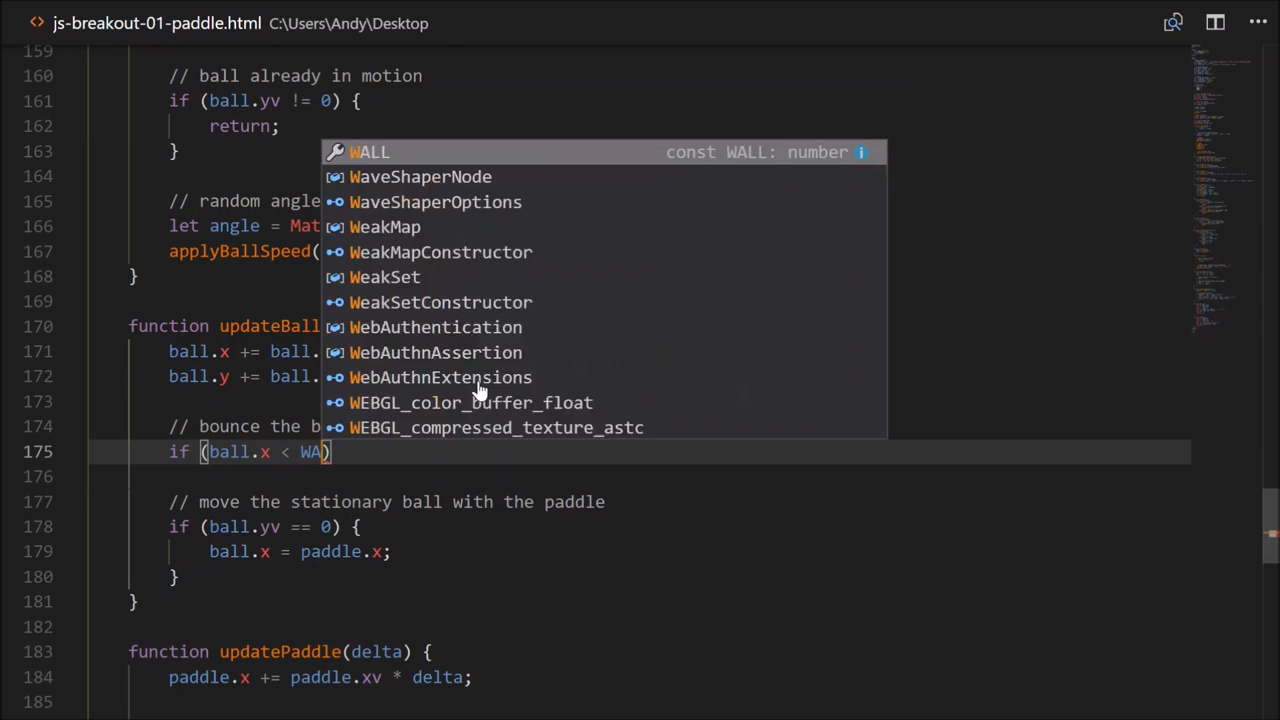 js-breakout-01-paddle.html C:\Users\Andy\Desktop
159
160 // ball already in motion
161 if (ball.yv != 0) {
162 return;
163 }
164
165 // random angle
166 let angle = Mat
167 applyBallSpeed(
168 }
169
170 function updateBall
171 ball.x += ball.
172 ball.y += ball.
173
174 // bounce the b
175 if (ball.x < WA)
176
177 // move the stationary ball with the paddle
178 if (ball.yv == 0) {
179 ball.x = paddle.x;
180 }
181 }
182
183 function updatePaddle(delta) {
184 paddle.x += paddle.xv * delta;
185
WALL const WALL: number
WaveShaperNode
WaveShaperOptions
WeakMap
WeakMapConstructor
WeakSet
WeakSetConstructor
WebAuthentication
WebAuthnAssertion
WebAuthnExtensions
WEBGL_color_buffer_float
WEBGL_compressed_texture_astc